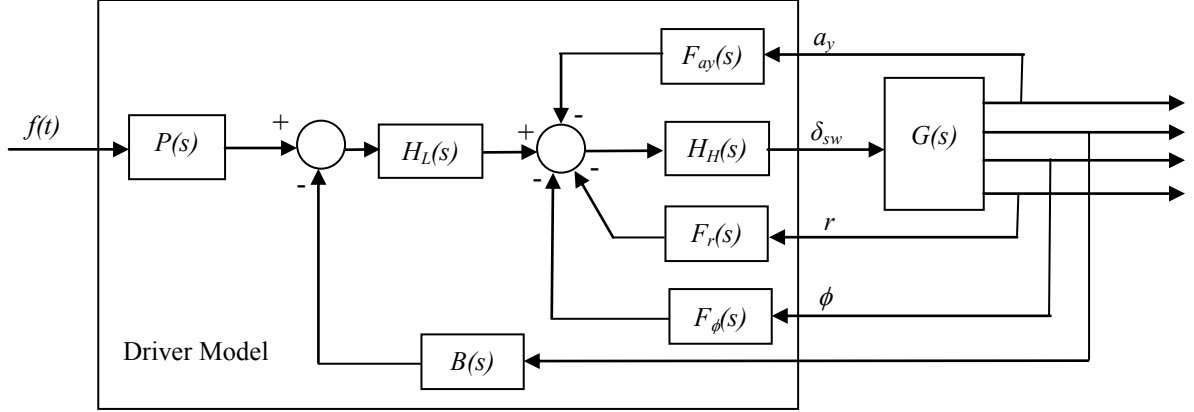 F_ay(s)
a_y
-
f(t)
P(s)
+
-
H_L(s)
+
-
-
H_H(s)
δ_sw
G(s)
F_r(s)
r
F_ϕ(s)
ϕ
Driver Model
B(s)